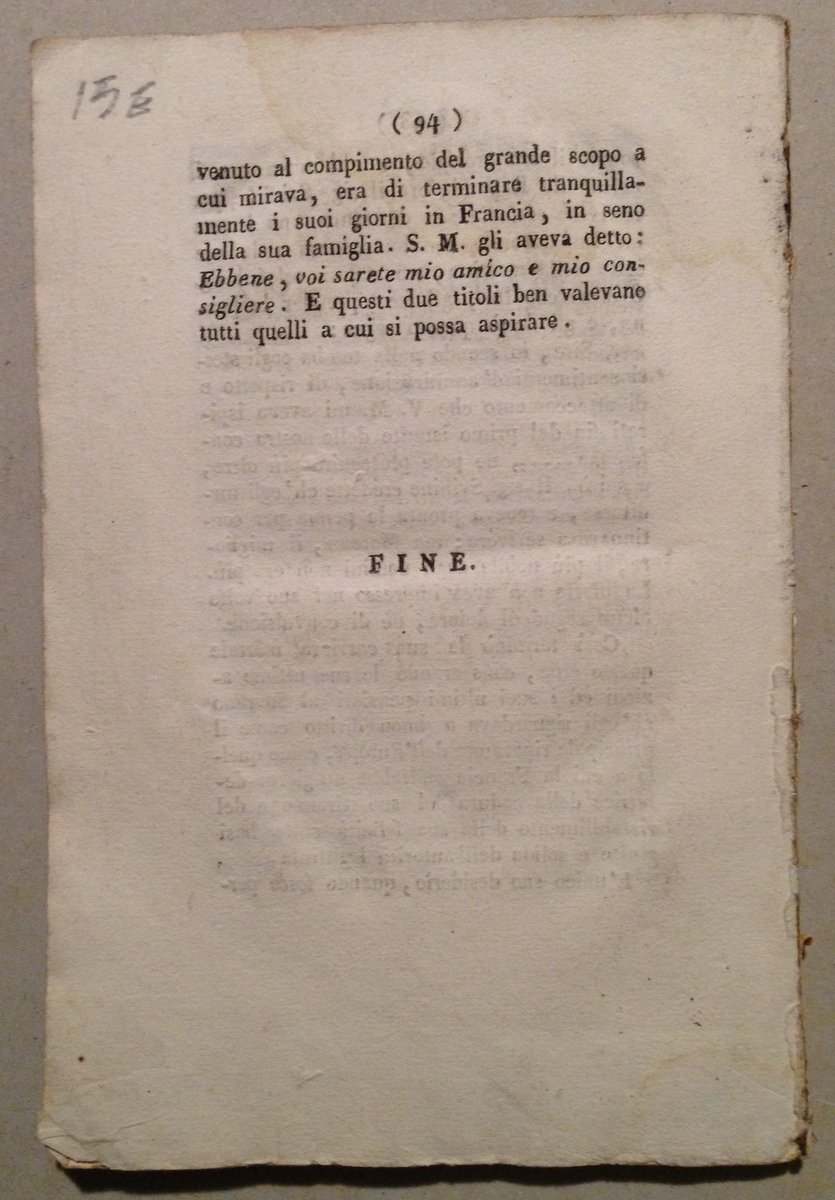 158
( 94 )
venuto al compimento del grande scopo a
cui mirava, era di terminare tranquilla-
mente i suoi giorni in Francia, in seno
della sua famiglia. S. M. gli aveva detto:
Ebbene, voi sarete mio amico e mio con-
sigliere. E questi due titoli ben valevano
tutti quelli a cui si possa aspirare.
FINE.